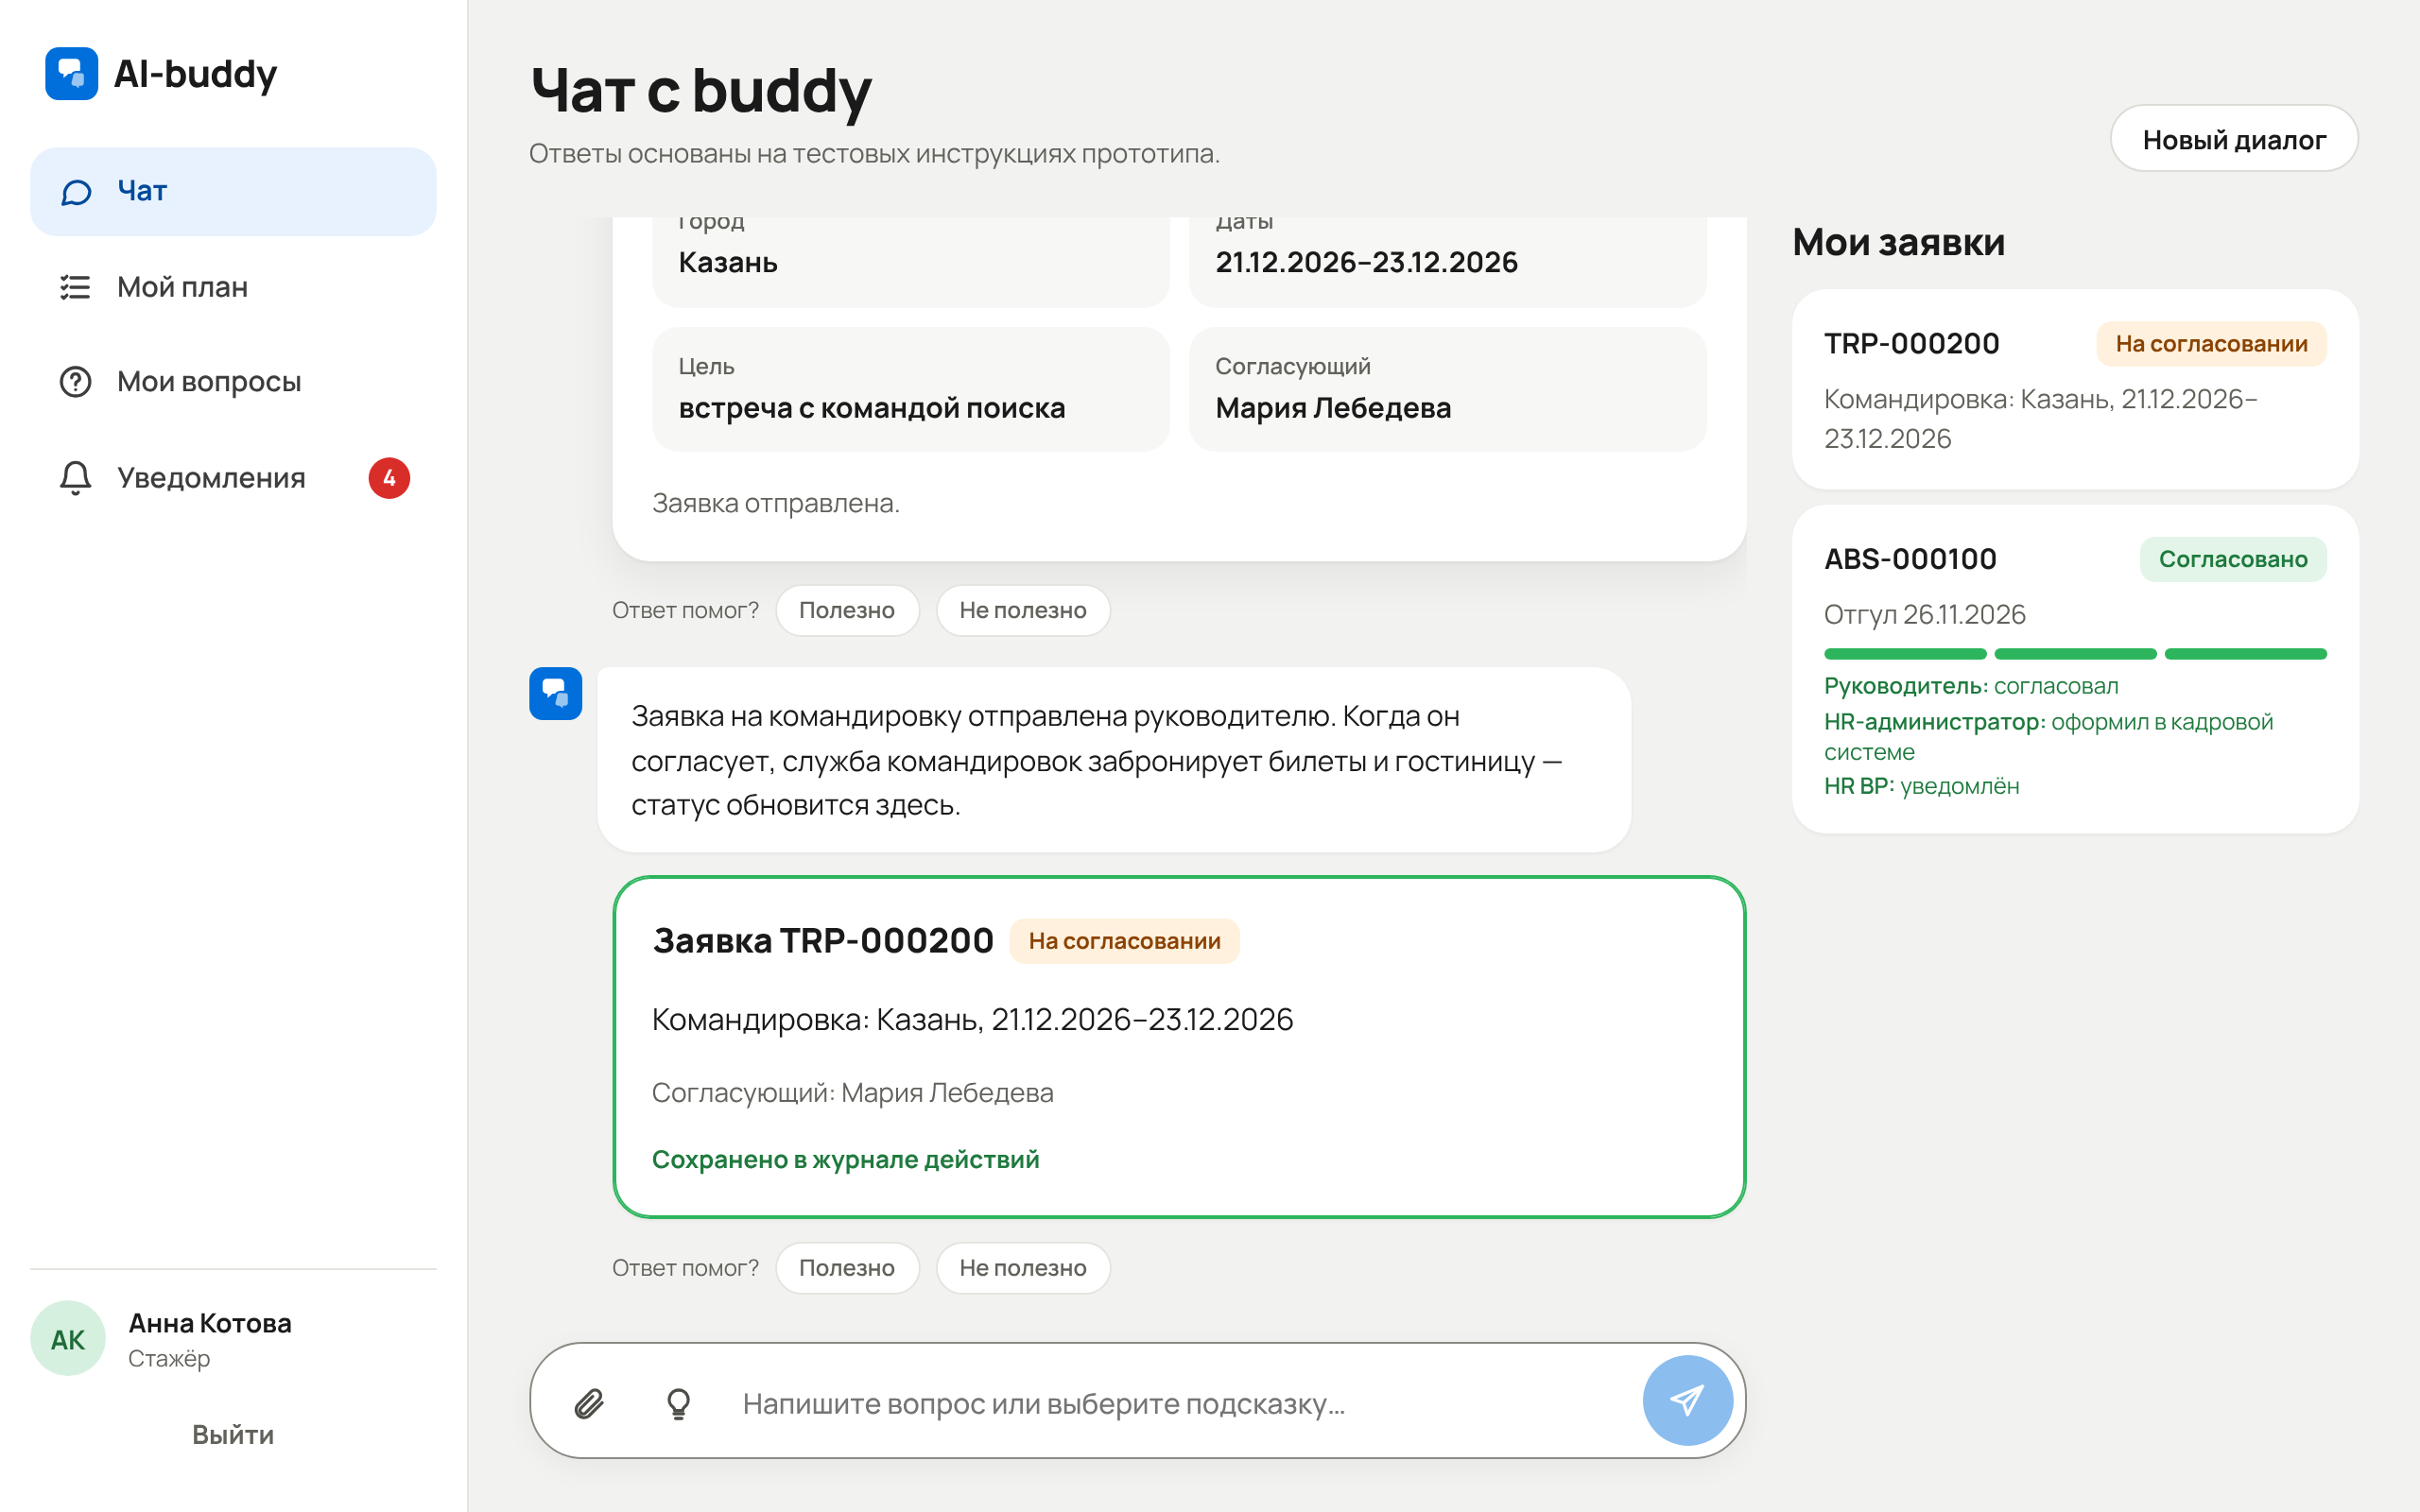 AI-buddy
Чат
Мой план
Мои вопросы
Уведомления 4
Анна Котова
АК
Стажёр
Выйти
Чат с buddy
Ответы основаны на тестовых инструкциях прототипа.
Новый диалог
Город
Казань
Даты
21.12.2026–23.12.2026
Цель
встреча с командой поиска
Согласующий
Мария Лебедева
Заявка отправлена.
Ответ помог? Полезно Не полезно
Заявка на командировку отправлена руководителю. Когда он
согласует, служба командировок забронирует билеты и гостиницу —
статус обновится здесь.
Заявка TRP-000200 На согласовании
Командировка: Казань, 21.12.2026–23.12.2026
Согласующий: Мария Лебедева
Сохранено в журнале действий
Ответ помог? Полезно Не полезно
Напишите вопрос или выберите подсказку...
Мои заявки
TRP-000200 На согласовании
Командировка: Казань, 21.12.2026–
23.12.2026
ABS-000100 Согласовано
Отгул 26.11.2026
Руководитель: согласовал
HR-администратор: оформил в кадровой
системе
HR BP: уведомлён